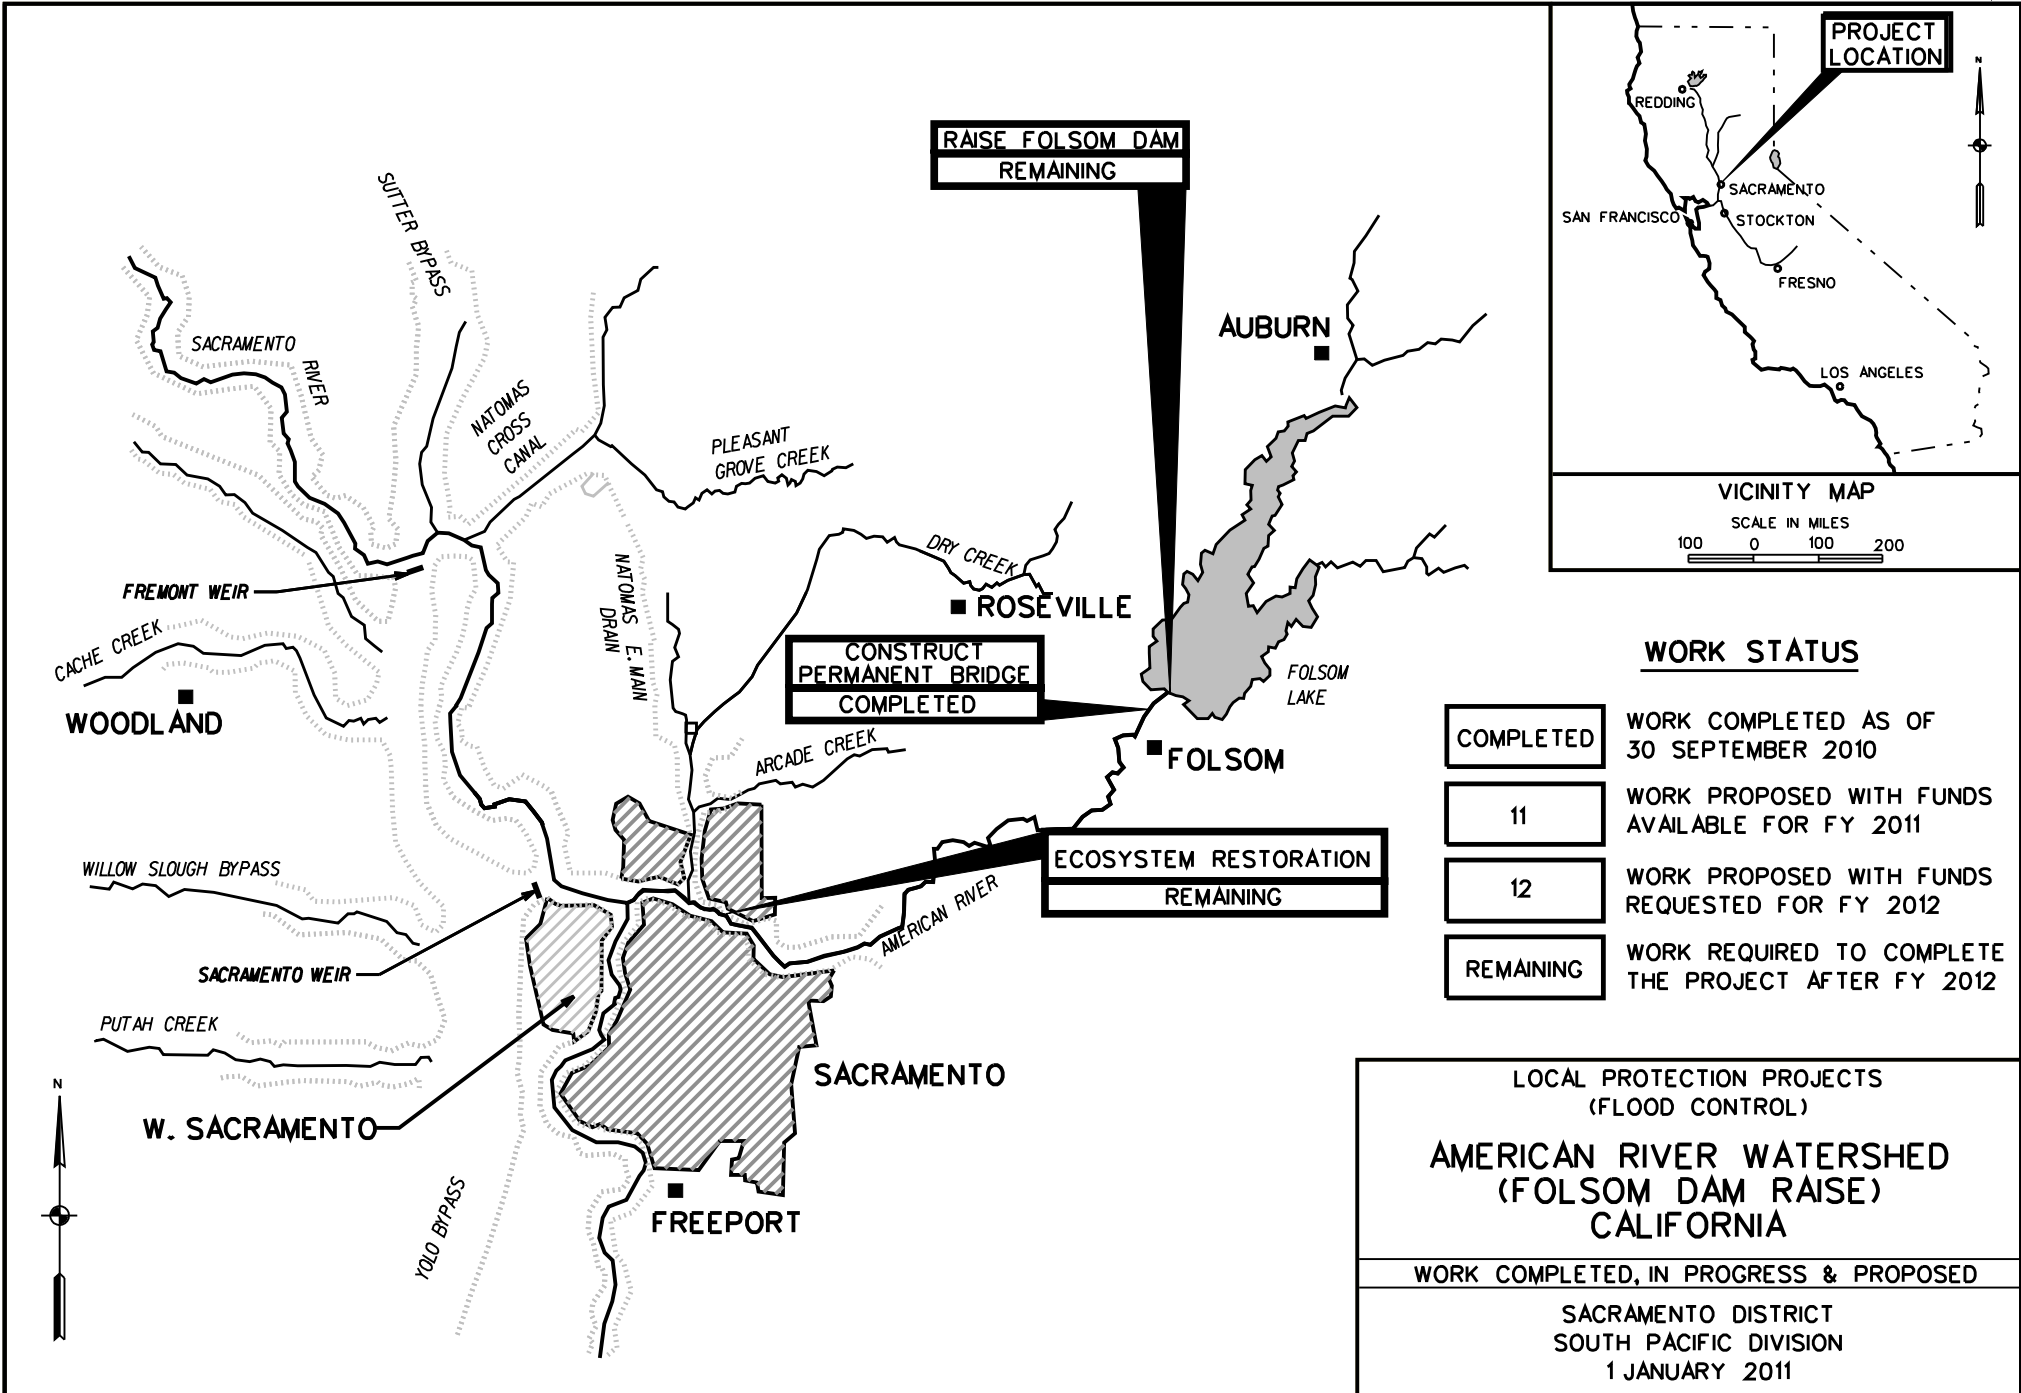 PROJECT
LOCATION
N
REDDING
SACRAMENTO
SAN FRANCISCO
STOCKTON
FRESNO
LOS ANGELES
VICINITY MAP
SCALE IN MILES
100 0 100 200
RAISE FOLSOM DAM
REMAINING
SUTTER BYPASS
SACRAMENTO
RIVER
NATOMAS
CROSS
CANAL
PLEASANT
GROVE CREEK
AUBURN
DRY CREEK
FREMONT WEIR
NATOMAS E. MAIN
DRAIN
ROSEVILLE
CACHE CREEK
WOODLAND
CONSTRUCT
PERMANENT BRIDGE
COMPLETED
FOLSOM
LAKE
ARCADE CREEK
FOLSOM
WILLOW SLOUGH BYPASS
ECOSYSTEM RESTORATION
REMAINING
AMERICAN RIVER
SACRAMENTO WEIR
PUTAH CREEK
SACRAMENTO
W. SACRAMENTO
N
YOLO BYPASS
FREEPORT
WORK STATUS
COMPLETED
WORK COMPLETED AS OF
30 SEPTEMBER 2010
11
WORK PROPOSED WITH FUNDS
AVAILABLE FOR FY 2011
12
WORK PROPOSED WITH FUNDS
REQUESTED FOR FY 2012
REMAINING
WORK REQUIRED TO COMPLETE
THE PROJECT AFTER FY 2012
LOCAL PROTECTION PROJECTS
(FLOOD CONTROL)
AMERICAN RIVER WATERSHED
(FOLSOM DAM RAISE)
CALIFORNIA
WORK COMPLETED, IN PROGRESS & PROPOSED
SACRAMENTO DISTRICT
SOUTH PACIFIC DIVISION
1 JANUARY 2011